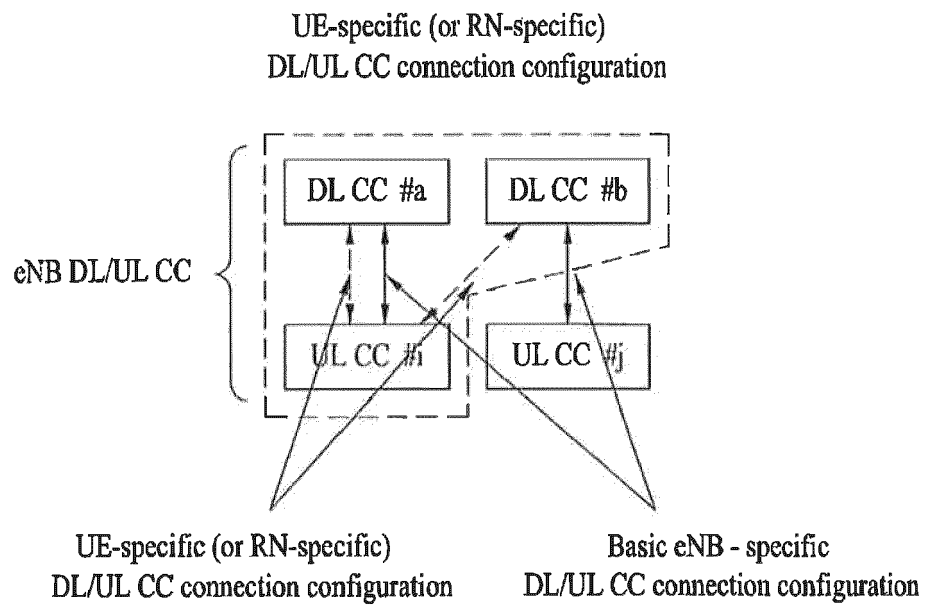 UE-specific (or RN-specific)
DL/UL CC connection configuration
DL CC #a
DL CC #b
eNB DL/UL CC
UL CC #i
UL CC #j
UE-specific (or RN-specific)
DL/UL CC connection configuration
Basic eNB - specific
DL/UL CC connection configuration